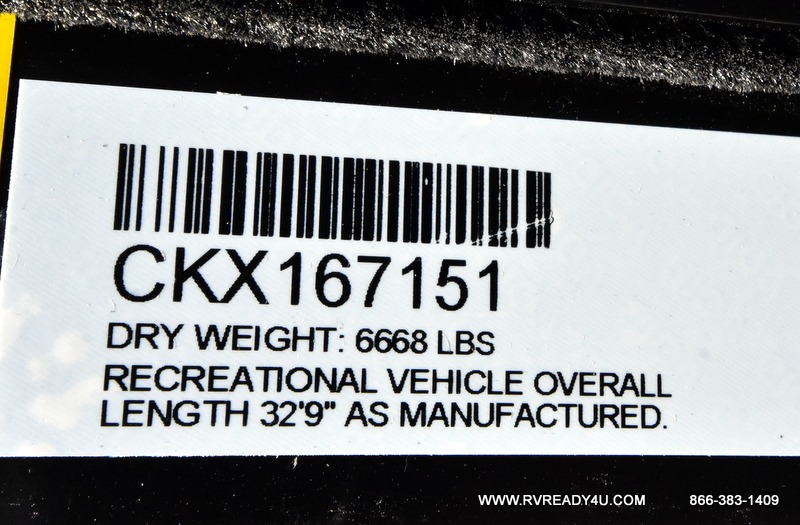 CKX167151
DRY WEIGHT: 6668 LBS
RECREATIONAL VEHICLE OVERALL
LENGTH 32'9" AS MANUFACTURED.
WWW.RVREADY4U.COM 866-383-1409